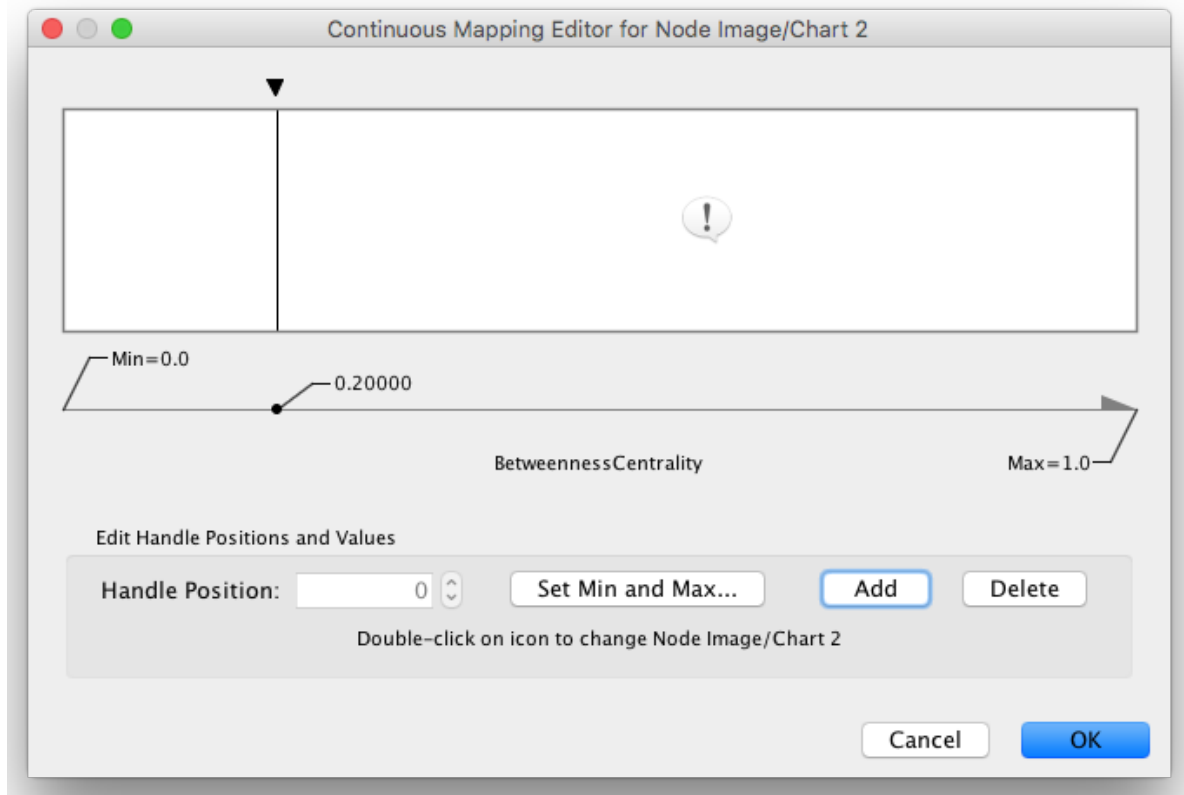 Continuous Mapping Editor for Node Image/Chart 2
!
Min=0.0
0.20000
BetweennessCentrality
Max=1.0
Edit Handle Positions and Values
Handle Position: 0 Set Min and Max... Add Delete
Double-click on icon to change Node Image/Chart 2
Cancel OK